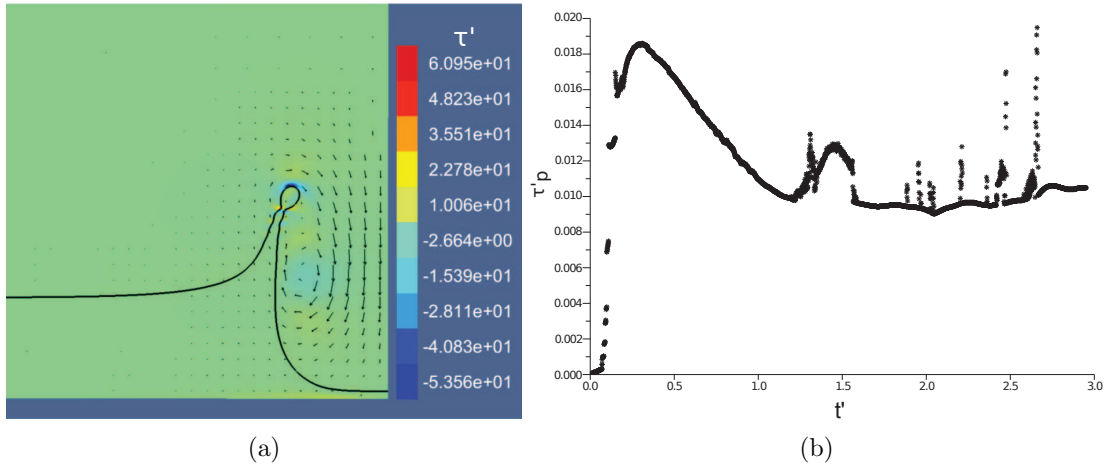 τ'
6.095e+01
4.823e+01
3.551e+01
2.278e+01
1.006e+01
-2.664e+00
-1.539e+01
-2.811e+01
-4.083e+01
-5.356e+01
(a)
τ'p
0.020
0.018
0.016
0.014
0.012
0.010
0.008
0.006
0.004
0.002
0.000
0.0 0.5 1.0 1.5 2.0 2.5 3.0
t'
(b)